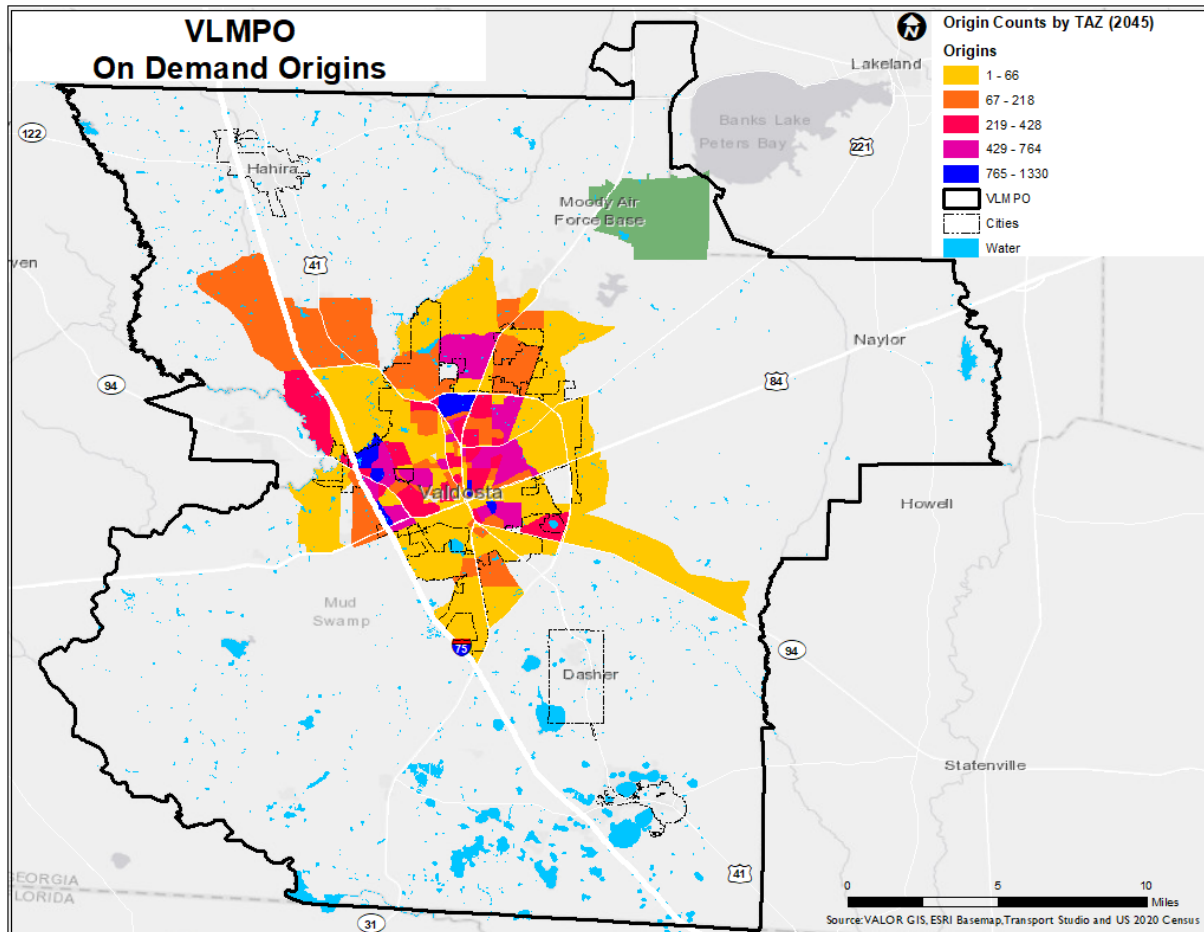 VLMPO
On Demand Origins
Origin Counts by TAZ (2045)
Origins
1 - 66
67 - 218
219 - 428
429 - 764
765 - 1330
VLMPO
Cities
Water
N
Lakeland
Banks Lake
Peters Bay
221
122
Hahira
Moody Air
Force Base
41
ven
Naylor
94
84
Valdosta
Howell
Mud
Swamp
75
94
Dasher
Statenville
41
GEORGIA
FLORIDA
31
0 5 10
Miles
Source: VALOR GIS, ESRI Basemap, Transport Studio and US 2020 Census